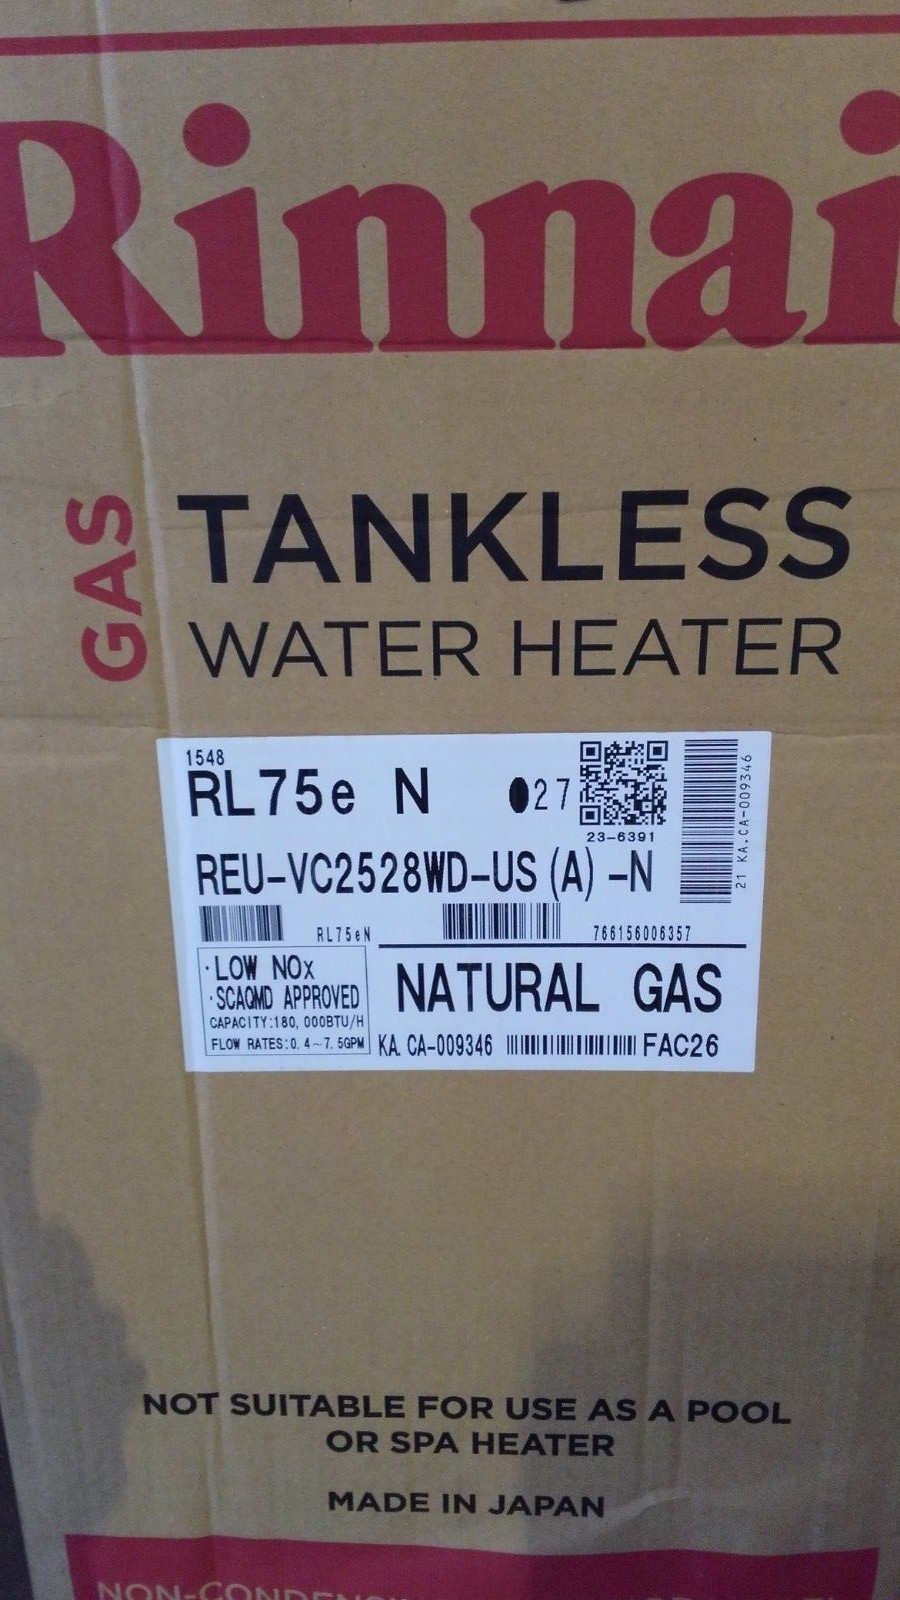 Rinnai
GAS
TANKLESS
WATER HEATER
1548
RL75e N
27
23-6391
21 KA.CA-009346
REU-VC2528WD-US(A)-N
RL75eN
766156006357
·LOW NOx
·SCAQMD APPROVED
CAPACITY:180,000BTU/H
FLOW RATES:0.4~7.5GPM
NATURAL GAS
KA.CA-009346
FAC26
NOT SUITABLE FOR USE AS A POOL
OR SPA HEATER
MADE IN JAPAN